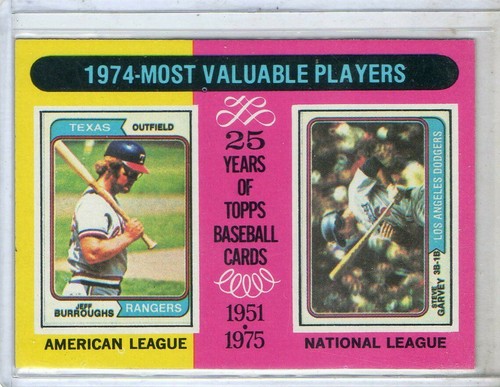 1974-MOST VALUABLE PLAYERS
TEXAS OUTFIELD
JEFF
BURROUGHS RANGERS
AMERICAN LEAGUE
25
YEARS
OF
TOPPS
BASEBALL
CARDS
1951
•
1975
LOS ANGELES DODGERS
STEVE
GARVEY 3B-1B
NATIONAL LEAGUE